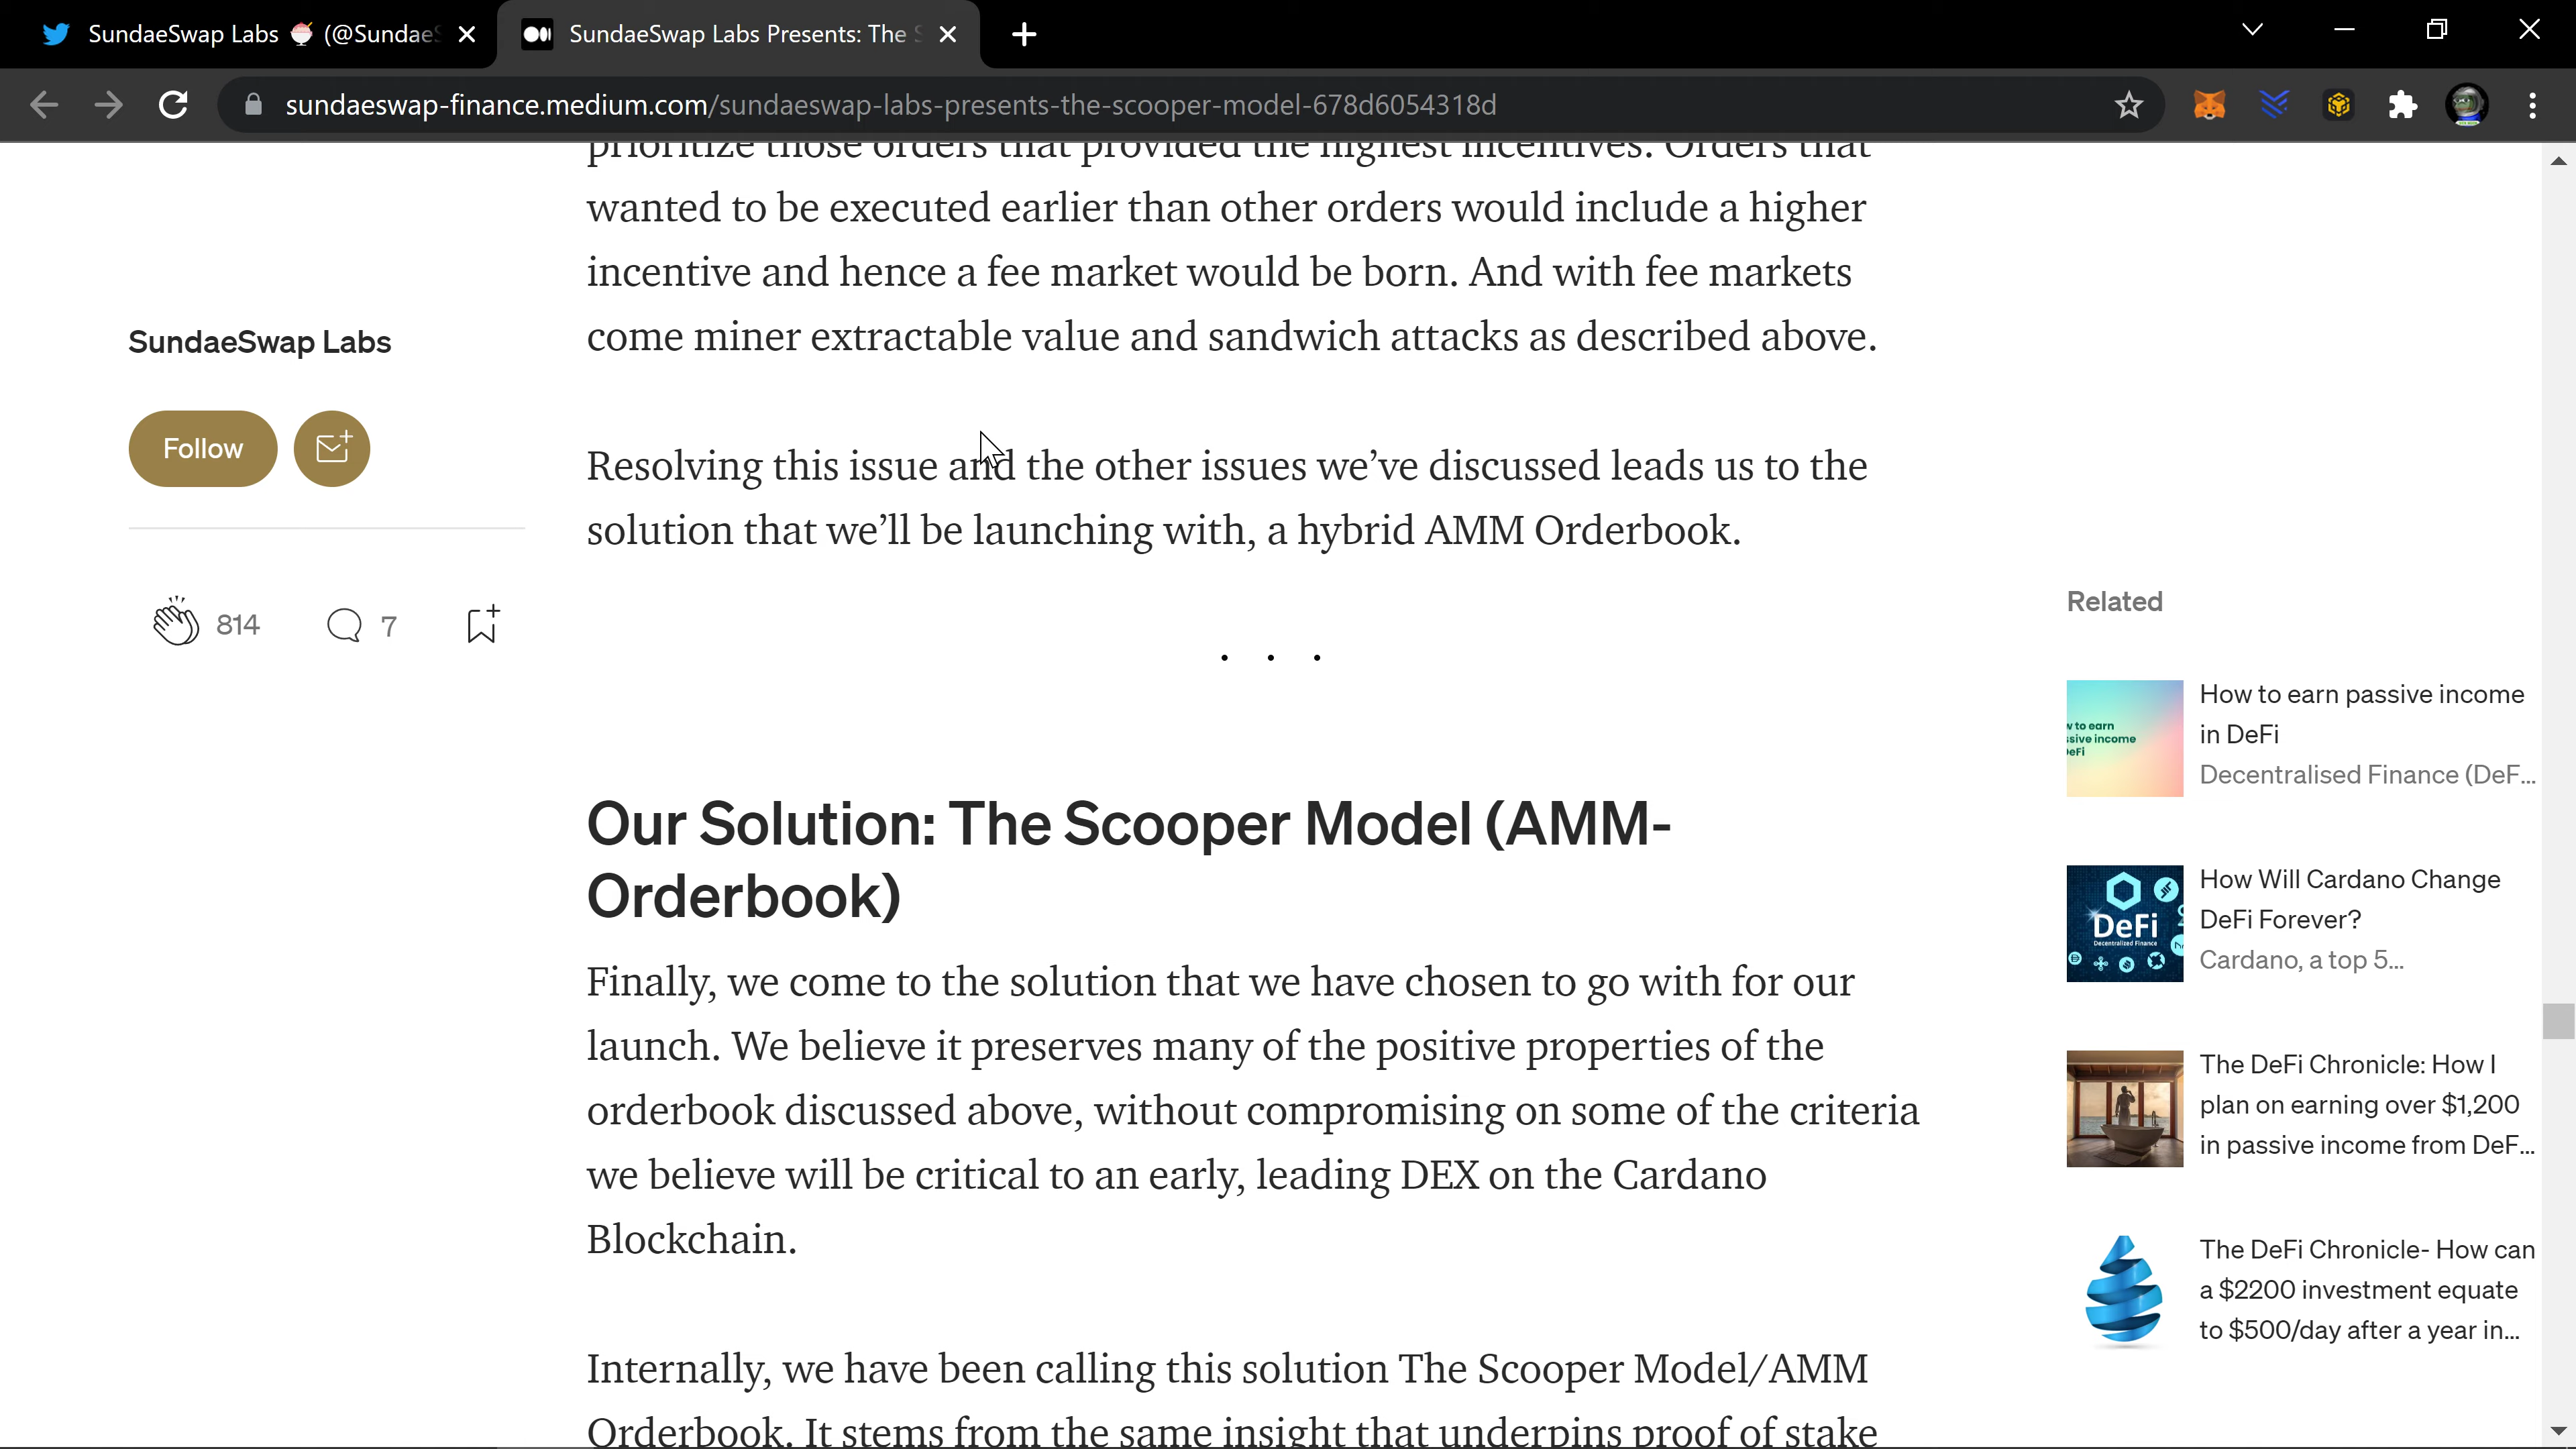 SundaeSwap Labs 🍧 (@SundaeS
SundaeSwap Labs Presents: The S
sundaeswap-finance.medium.com/sundaeswap-labs-presents-the-scooper-model-678d6054318d
prioritize those orders that provided the highest incentives. Orders that
wanted to be executed earlier than other orders would include a higher
incentive and hence a fee market would be born. And with fee markets
come miner extractable value and sandwich attacks as described above.
SundaeSwap Labs
Follow
814
7
Resolving this issue and the other issues we’ve discussed leads us to the
solution that we’ll be launching with, a hybrid AMM Orderbook.
. . .
Our Solution: The Scooper Model (AMM-
Orderbook)
Finally, we come to the solution that we have chosen to go with for our
launch. We believe it preserves many of the positive properties of the
orderbook discussed above, without compromising on some of the criteria
we believe will be critical to an early, leading DEX on the Cardano
Blockchain.
Internally, we have been calling this solution The Scooper Model/AMM
Orderbook. It stems from the same insight that underpins proof of stake
Related
w to earn
ssive income
DeFi
How to earn passive income
in DeFi
Decentralised Finance (DeF...
DeFi
Decentralized Finance
How Will Cardano Change
DeFi Forever?
Cardano, a top 5...
The DeFi Chronicle: How I
plan on earning over $1,200
in passive income from DeF...
The DeFi Chronicle- How can
a $2200 investment equate
to $500/day after a year in...